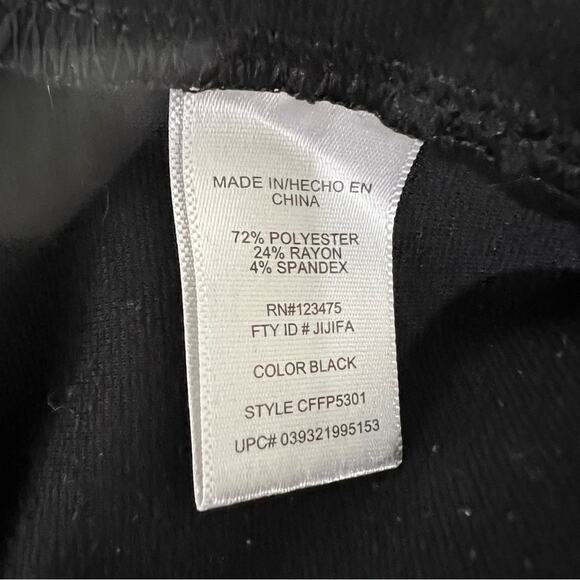 MADE IN/HECHO EN
CHINA
72% POLYESTER
24% RAYON
4% SPANDEX
RN#123475
FTY ID # JIJIFA
COLOR BLACK
STYLE CFFP5301
UPC# 039321995153